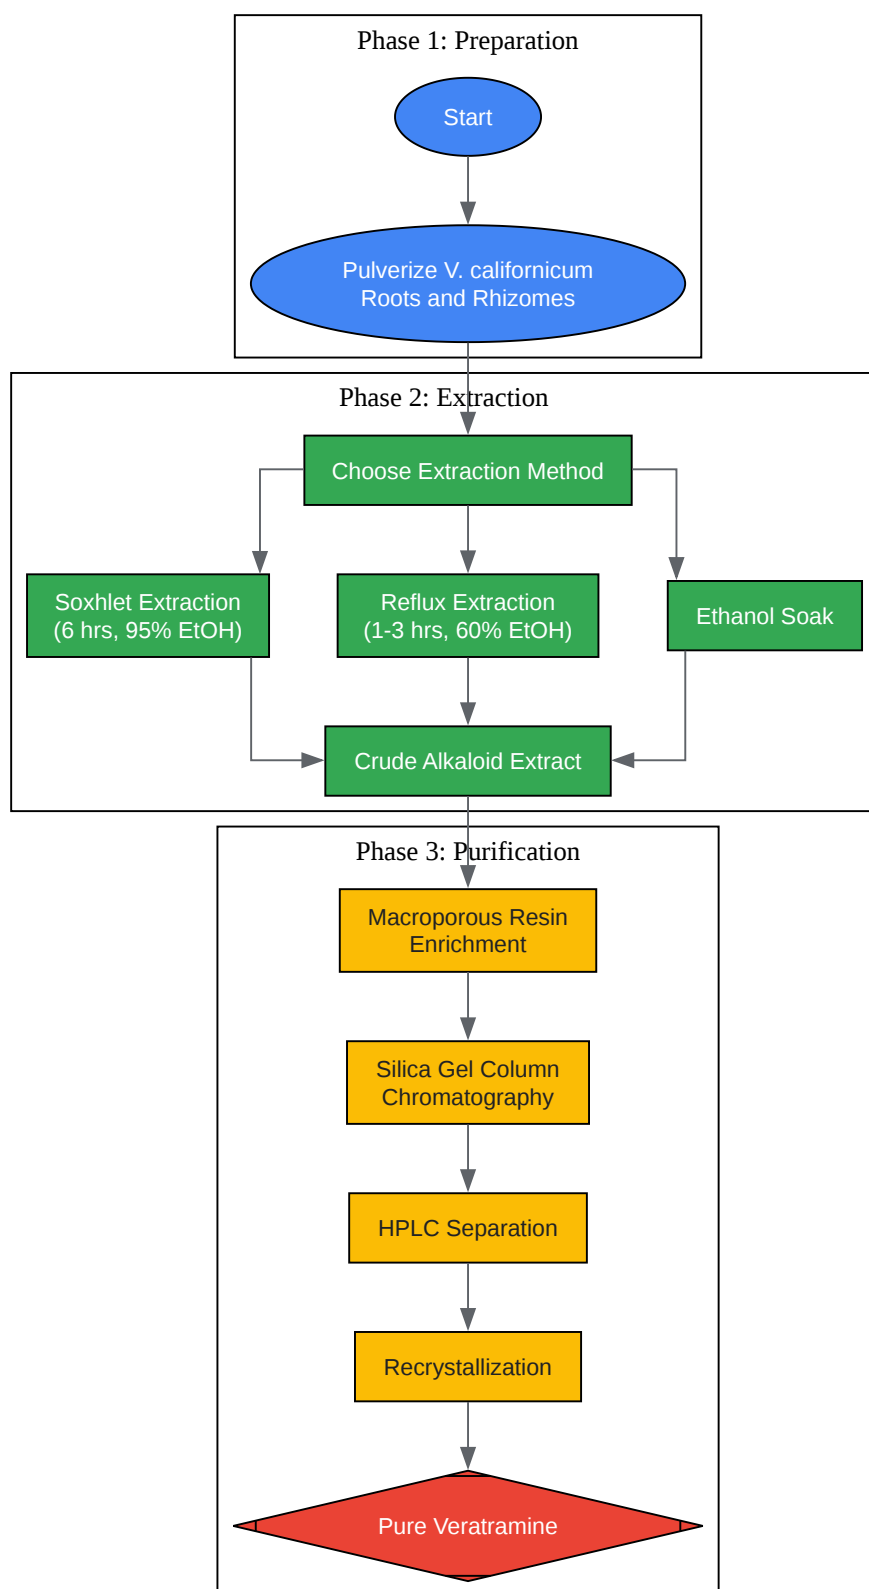 Phase 1: Preparation
Start
Pulverize V. californicum
Roots and Rhizomes
Phase 2: Extraction
Choose Extraction Method
Soxhlet Extraction
(6 hrs, 95% EtOH)
Reflux Extraction
(1-3 hrs, 60% EtOH)
Ethanol Soak
Crude Alkaloid Extract
Phase 3: Purification
Macroporous Resin
Enrichment
Silica Gel Column
Chromatography
HPLC Separation
Recrystallization
Pure Veratramine